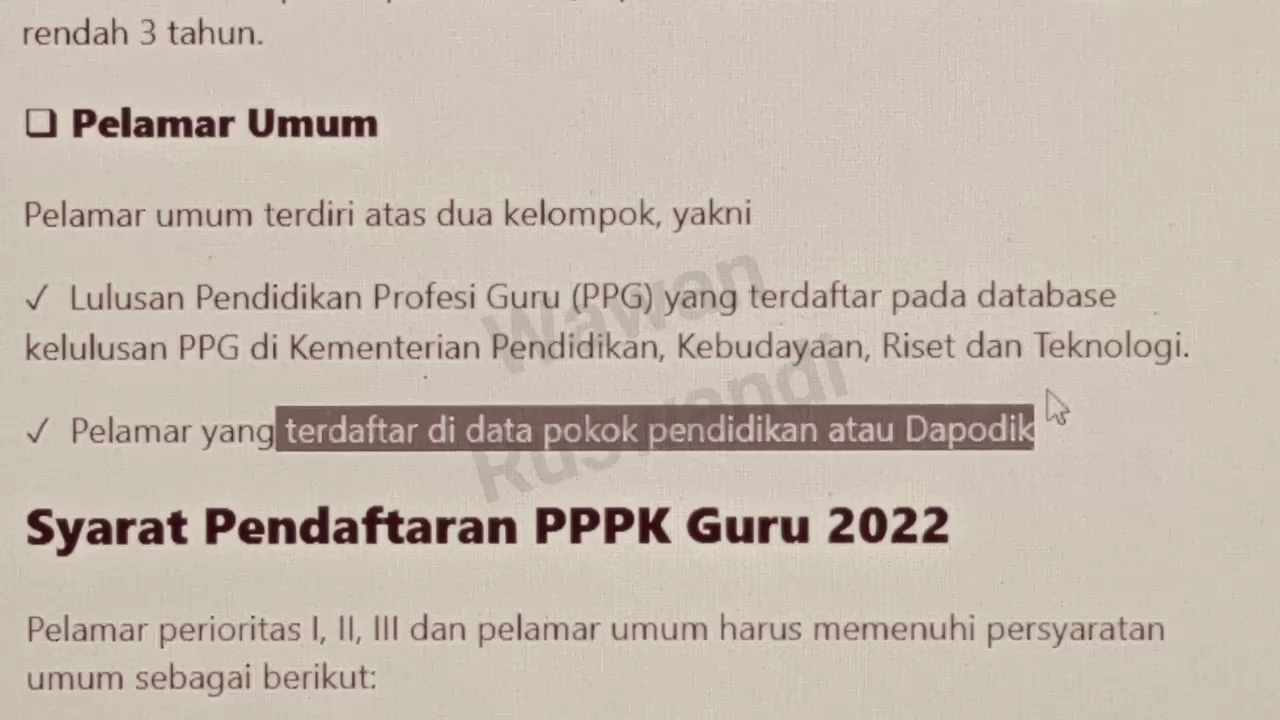 rendah 3 tahun.
❏ Pelamar Umum
Pelamar umum terdiri atas dua kelompok, yakni
✓ Lulusan Pendidikan Profesi Guru (PPG) yang terdaftar pada database
kelulusan PPG di Kementerian Pendidikan, Kebudayaan, Riset dan Teknologi.
✓ Pelamar yang terdaftar di data pokok pendidikan atau Dapodik
Syarat Pendaftaran PPPK Guru 2022
Pelamar perioritas I, II, III dan pelamar umum harus memenuhi persyaratan
umum sebagai berikut:
Wawan
Ruswandi